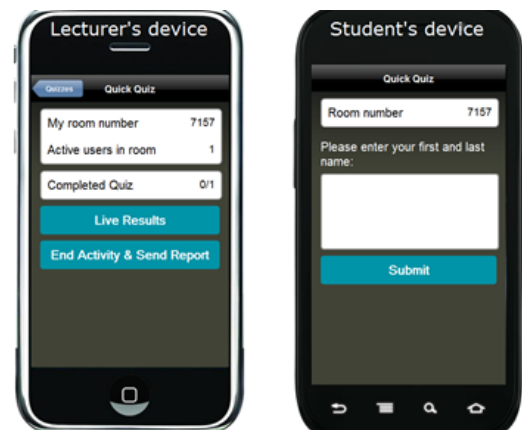 Lecturer's device
Quizzes Quick Quiz
My room number 7157
Active users in room 1
Completed Quiz 0/1
Live Results
End Activity & Send Report
Student's device
Quick Quiz
Room number 7157
Please enter your first and last
name:
Submit